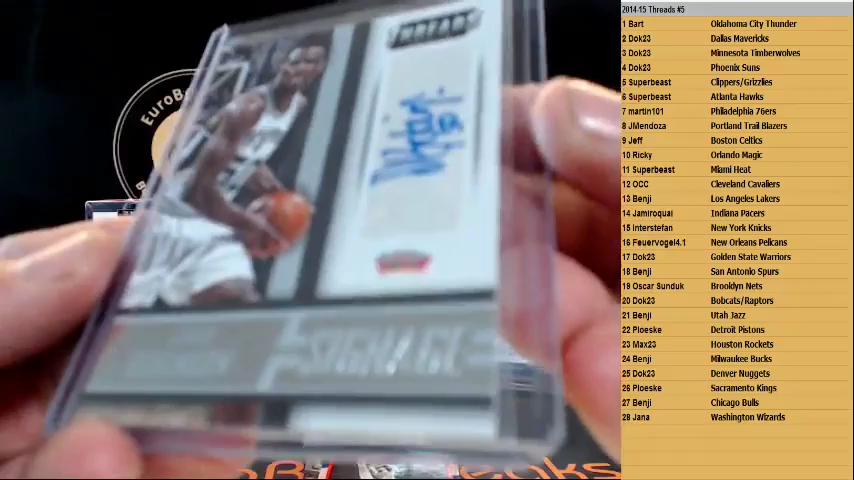 2014-15 Threads #5
1 Bart Oklahoma City Thunder
2 Dok23 Dallas Mavericks
3 Dok23 Minnesota Timberwolves
4 Dok23 Phoenix Suns
5 Superbeast Clippers/Grizzlies
6 Superbeast Atlanta Hawks
7 martin101 Philadelphia 76ers
8 JMendoza Portland Trail Blazers
9 Jeff Boston Celtics
10 Ricky Orlando Magic
11 Superbeast Miami Heat
12 OCC Cleveland Cavaliers
13 Benji Los Angeles Lakers
14 Jamiroquai Indiana Pacers
15 Interstefan New York Knicks
16 Feuervogel4.1 New Orleans Pelicans
17 Dok23 Golden State Warriors
18 Benji San Antonio Spurs
19 Oscar Sunduk Brooklyn Nets
20 Dok23 Bobcats/Raptors
21 Benji Utah Jazz
22 Ploeske Detroit Pistons
23 Max23 Houston Rockets
24 Benji Milwaukee Bucks
25 Dok23 Denver Nuggets
26 Ploeske Sacramento Kings
27 Benji Chicago Bulls
28 Jana Washington Wizards
THREADS
SIGNAGE
EuroB